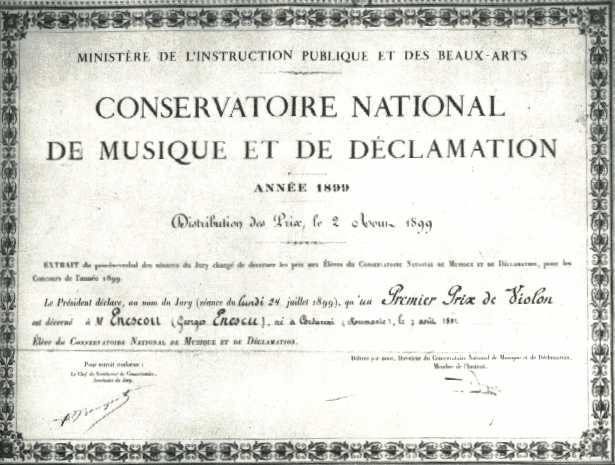 MINISTÈRE DE L'INSTRUCTION PUBLIQUE ET DES BEAUX-ARTS
CONSERVATOIRE NATIONAL
DE MUSIQUE ET DE DÉCLAMATION
ANNÉE 1899
Distribution des Prix, le 2 Août 1899
EXTRAIT du procès-verbal des séances du Jury chargé de décerner les prix aux Élèves du CONSERVATOIRE NATIONAL DE MUSIQUE ET DE DÉCLAMATION, pour les
Concours de l'année 1899.
Le Président déclare, au nom du Jury (séance du lundi 24 juillet 1899), qu'un Premier Prix de Violon
est décerné à M Enescou (Georges Enescu), né à (Roumanie), le 7 août 1881
Élève du CONSERVATOIRE NATIONAL DE MUSIQUE ET DE DÉCLAMATION.
Pour extrait conforme :
Le Chef du Secrétariat du Conservatoire,
Secrétaire du Jury,
Délivré par nous, Directeur du Conservatoire National de Musique et de Déclamation,
Membre de l'Institut.